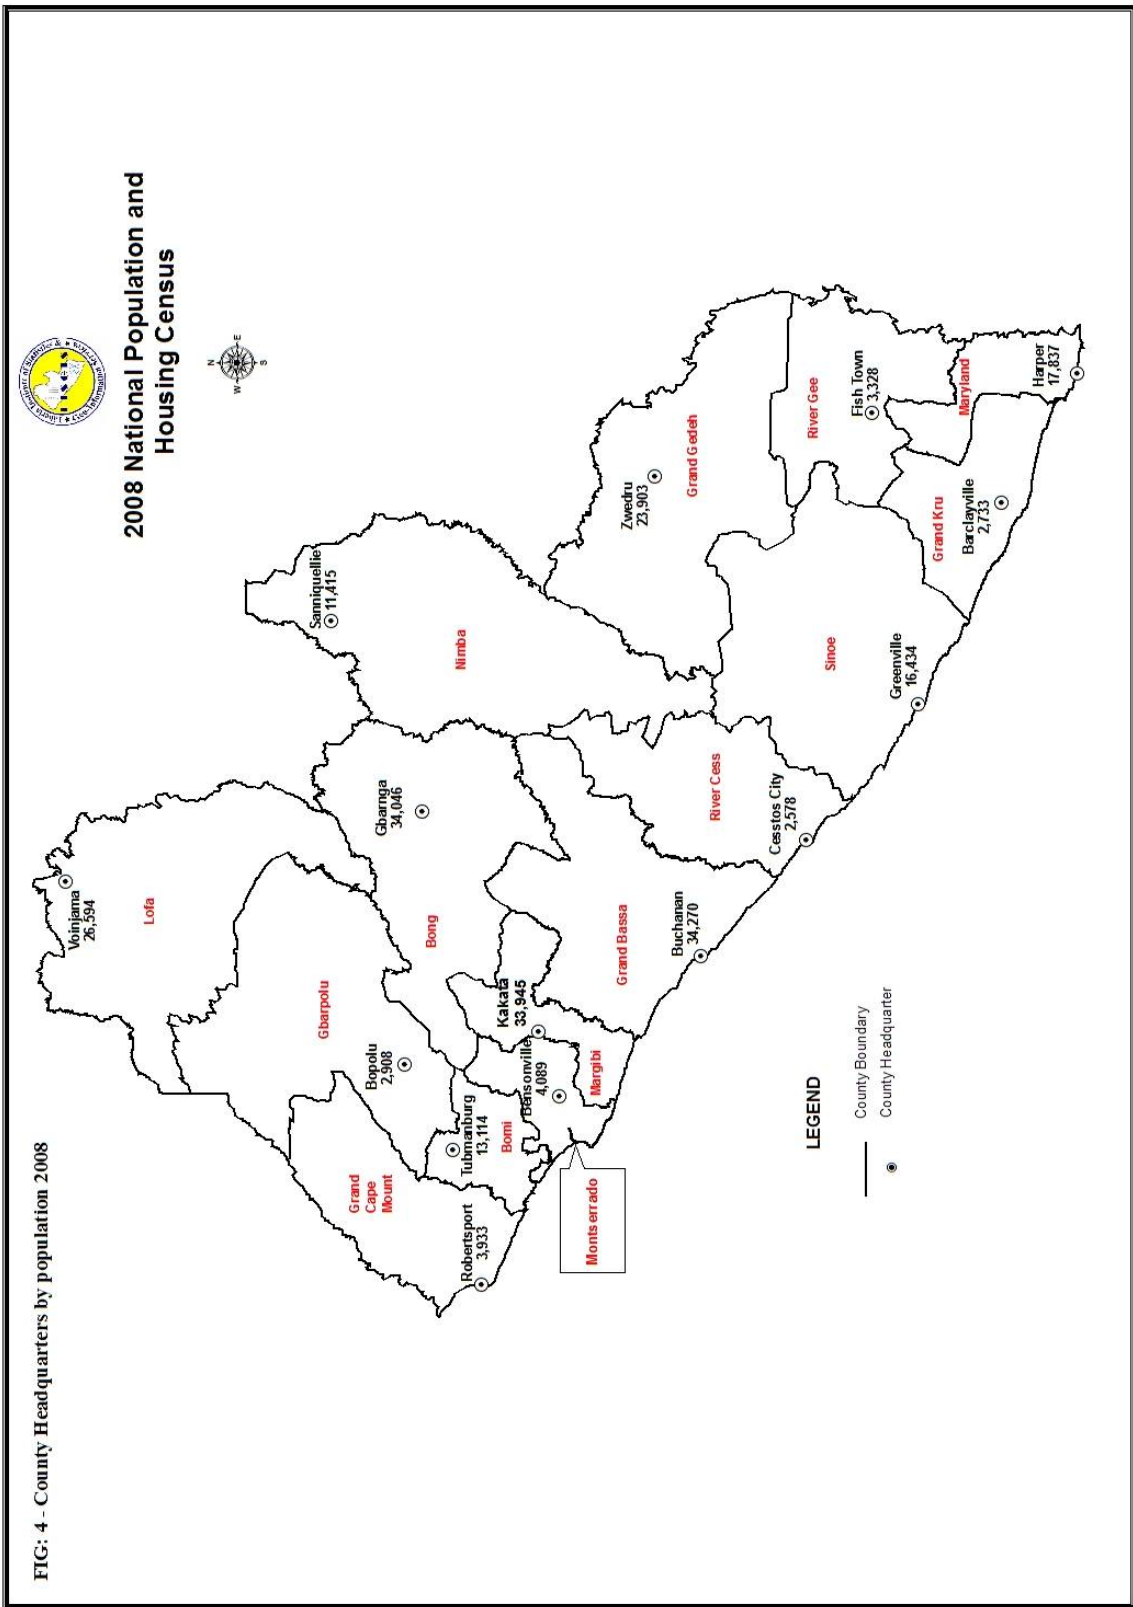 FIG: 4 - County Headquarters by population 2008
2008 National Population and
Housing Census
N
W
E
S
Voinjama
26,594
Lofa
Sanniquellie
11,415
Gbarpolu
Gbarnga
34,046
Nimba
Bopolu
2,908
Bong
Grand
Cape
Mount
Robertsport
3,933
Tubmanburg
13,114
Bomi
Kakata
33,945
Bensonville
4,089
Margibi
Montserrado
Grand Bassa
Buchanan
34,270
River Cess
Cesstos City
2,578
Zwedru
23,903
Grand Gedeh
Sinoe
Greenville
16,434
River Gee
Fish Town
3,328
Grand Kru
Barclayville
2,733
Maryland
Harper
17,837
LEGEND
County Boundary
County Headquarter